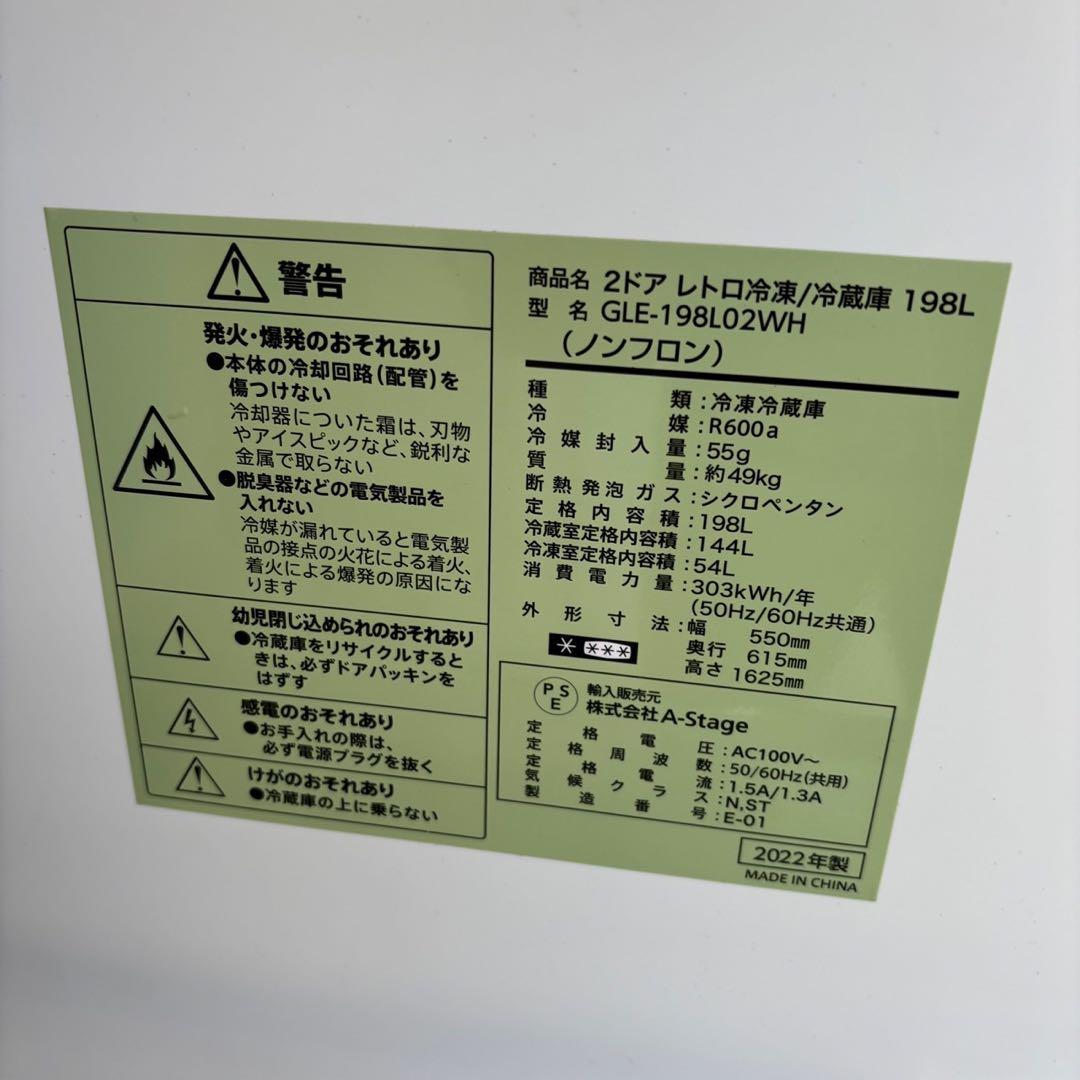 警告
発火・爆発のおそれあり
●本体の冷却回路(配管)を
傷つけない
冷却器についた霜は、刃物
やアイスピックなど、鋭利な
金属で取らない
●脱臭器などの電気製品を
入れない
冷媒が漏れていると電気製
品の接点の火花による着火、
着火による爆発の原因にな
ります
幼児閉じ込められのおそれあり
●冷蔵庫をリサイクルすると
きは、必ずドアパッキンを
はずす
感電のおそれあり
●お手入れの際は、
必ず電源プラグを抜く
けがのおそれあり
●冷蔵庫の上に乗らない
商品名 2ドア レトロ冷凍/冷蔵庫 198L
型名 GLE-198L02WH
(ノンフロン)
種類:冷凍冷蔵庫
冷媒:R600a
冷媒封入量:55g
質量:約49kg
断熱発泡ガス:シクロペンタン
定格内容積:198L
冷蔵室定格内容積:144L
冷凍室定格内容積:54L
消費電力量:303kWh/年
(50Hz/60Hz共通)
外形寸法:幅 550mm
奥行 615mm
高さ 1625mm
PSE 輸入販売元
株式会社A-Stage
定格電圧:AC100V～
定格周波数:50/60Hz(共用)
定格電流:1.5A/1.3A
気候クラス:N,ST
製造番号:E-01
2022年製
MADE IN CHINA